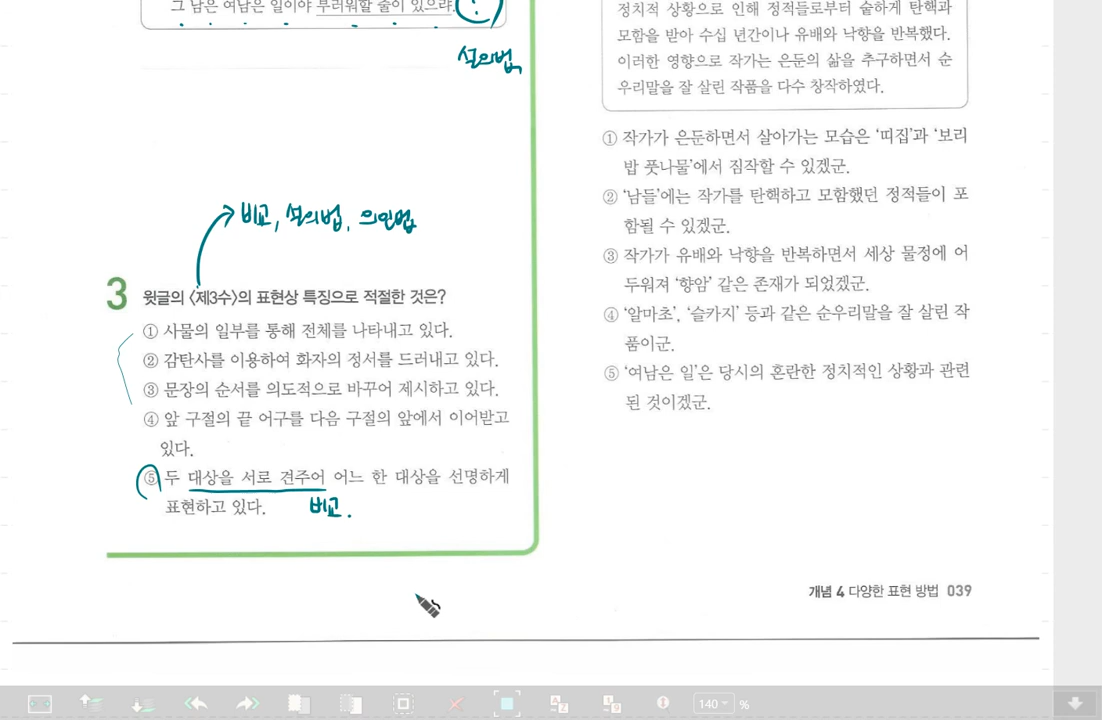 그 남은 여남은 일이야 부러워할 줄이 있으랴.
설의법
비교, 설의법, 의인법
3 윗글의 <제3수>의 표현상 특징으로 적절한 것은?
① 사물의 일부를 통해 전체를 나타내고 있다.
② 감탄사를 이용하여 화자의 정서를 드러내고 있다.
③ 문장의 순서를 의도적으로 바꾸어 제시하고 있다.
④ 앞 구절의 끝 어구를 다음 구절의 앞에서 이어받고
있다.
⑤ 두 대상을 서로 견주어 어느 한 대상을 선명하게
표현하고 있다.
비교.
정치적 상황으로 인해 정적들로부터 숱하게 탄핵과
모함을 받아 수십 년간이나 유배와 낙향을 반복했다.
이러한 영향으로 작가는 은둔의 삶을 추구하면서 순
우리말을 잘 살린 작품을 다수 창작하였다.
① 작가가 은둔하면서 살아가는 모습은 ‘띠집’과 ‘보리
밥 풋나물’에서 짐작할 수 있겠군.
② ‘남들’에는 작가를 탄핵하고 모함했던 정적들이 포
함될 수 있겠군.
③ 작가가 유배와 낙향을 반복하면서 세상 물정에 어
두워져 ‘향암’ 같은 존재가 되었겠군.
④ ‘알마초’, ‘슬카지’ 등과 같은 순우리말을 잘 살린 작
품이군.
⑤ ‘여남은 일’은 당시의 혼란한 정치적인 상황과 관련
된 것이겠군.
개념 4 다양한 표현 방법 039
140 %